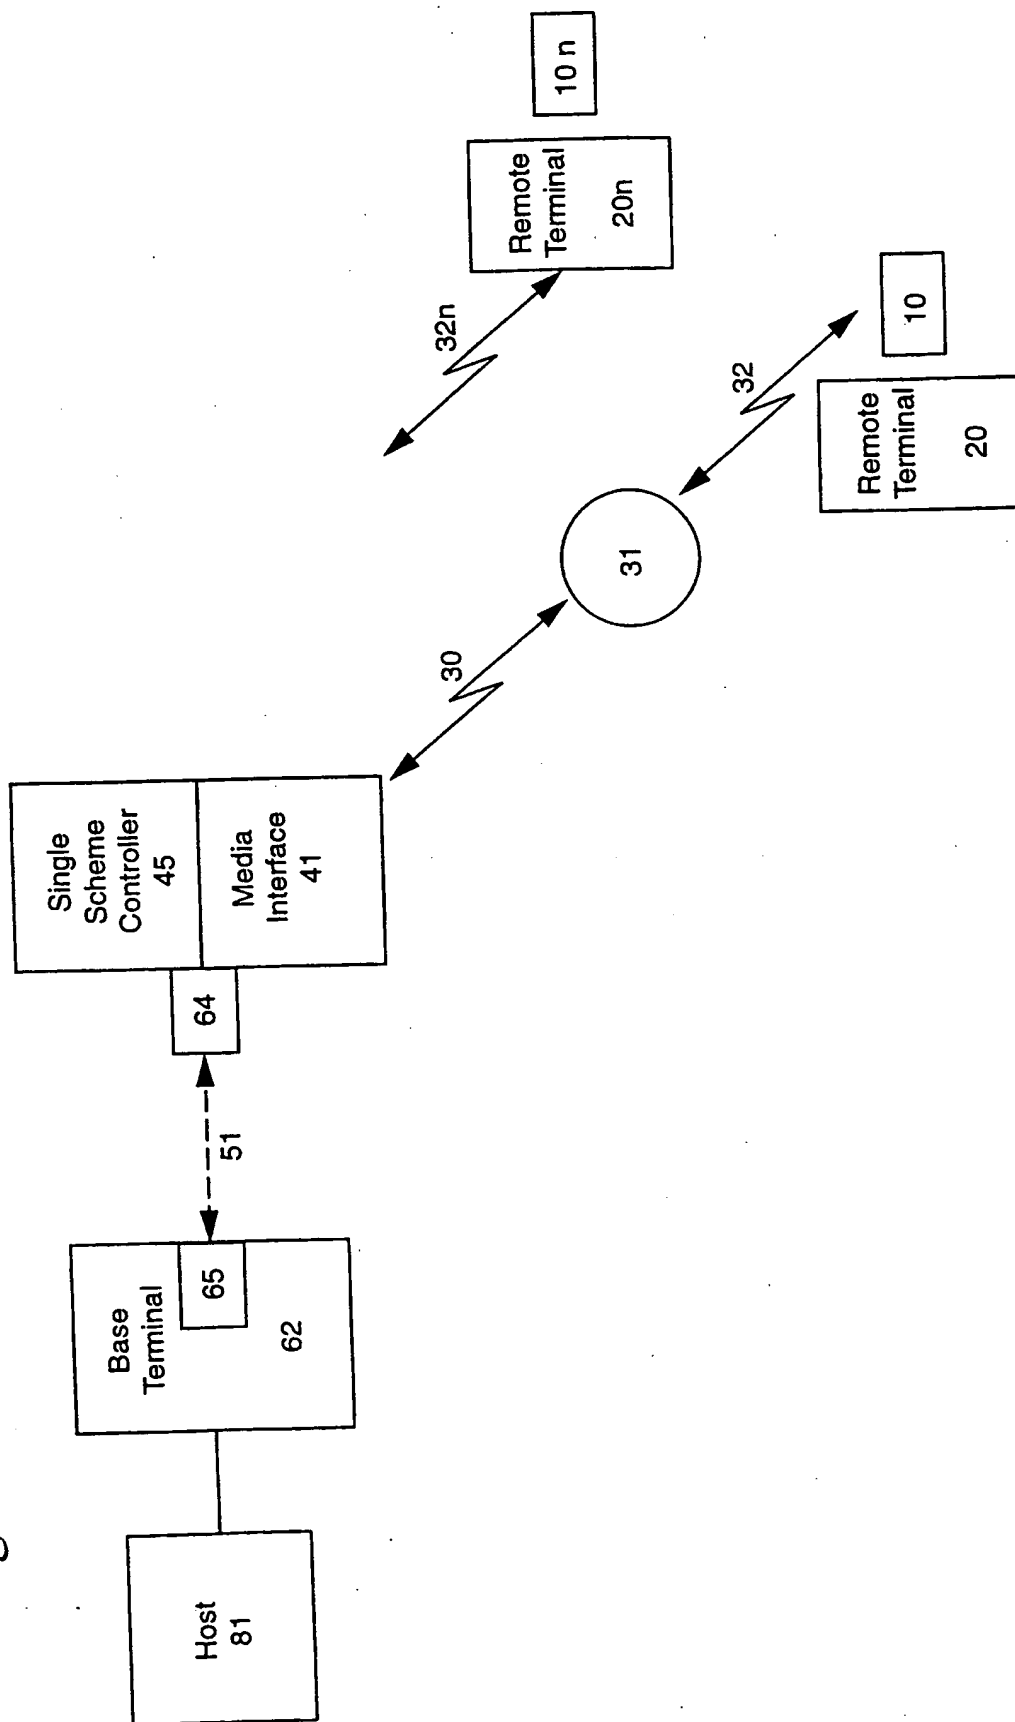 Host
81
Base
Terminal
65
62
51
64
Single
Scheme
Controller
45
Media
Interface
41
30
31
32
32n
Remote
Terminal
20
10
Remote
Terminal
20n
10 n